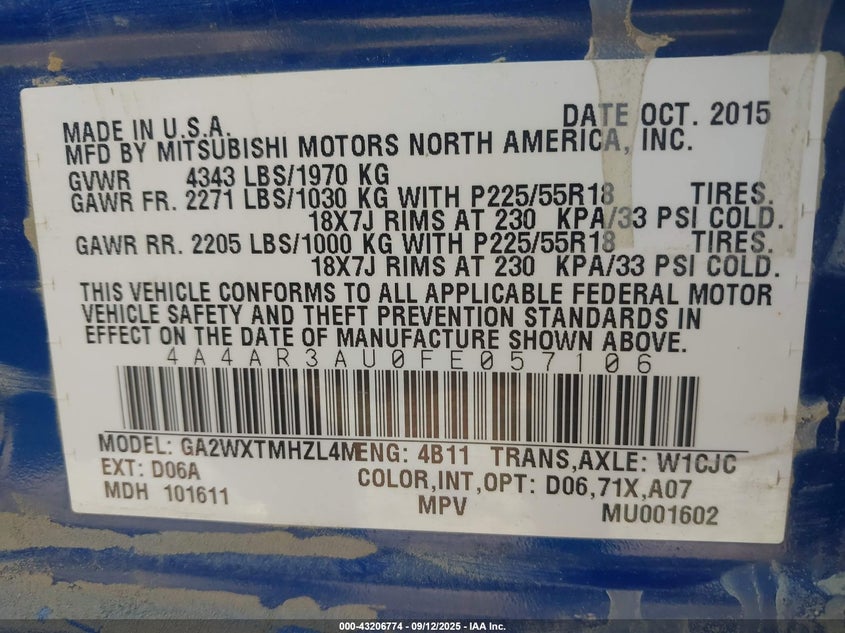 DATE OCT. 2015
MADE IN U.S.A.
MFD BY MITSUBISHI MOTORS NORTH AMERICA, INC.
GVWR 4343 LBS/1970 KG
GAWR FR. 2271 LBS/1030 KG WITH P225/55R18 TIRES.
18X7J RIMS AT 230 KPA/33 PSI COLD.
GAWR RR. 2205 LBS/1000 KG WITH P225/55R18 TIRES.
18X7J RIMS AT 230 KPA/33 PSI COLD.
THIS VEHICLE CONFORMS TO ALL APPLICABLE FEDERAL MOTOR
VEHICLE SAFETY AND THEFT PREVENTION STANDARDS IN
EFFECT ON THE DATE OF MANUFACTURE SHOWN ABOVE.
4A4AR3AU0FE057106
MODEL: GA2WXTMHZL4M ENG: 4B11 TRANS,AXLE: W1CJC
EXT: D06A COLOR,INT,OPT: D06,71X,A07
MDH 101611 MPV MU001602
000-43206774 - 09/12/2025 - IAA Inc.